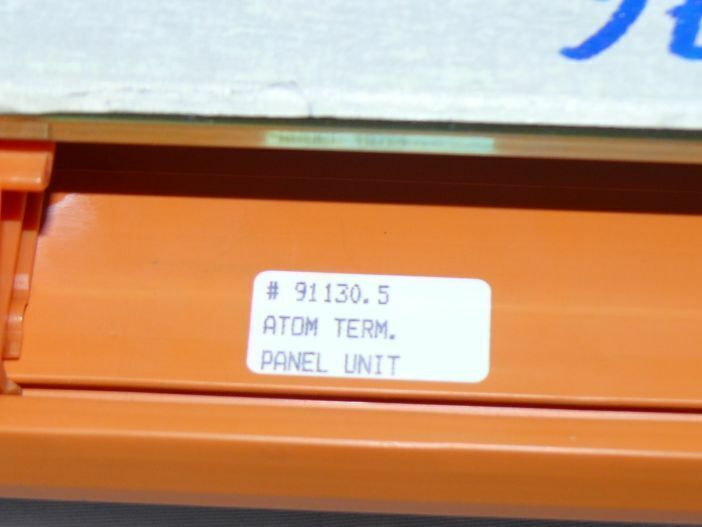 # 91130.5
ATOM TERM.
PANEL UNIT